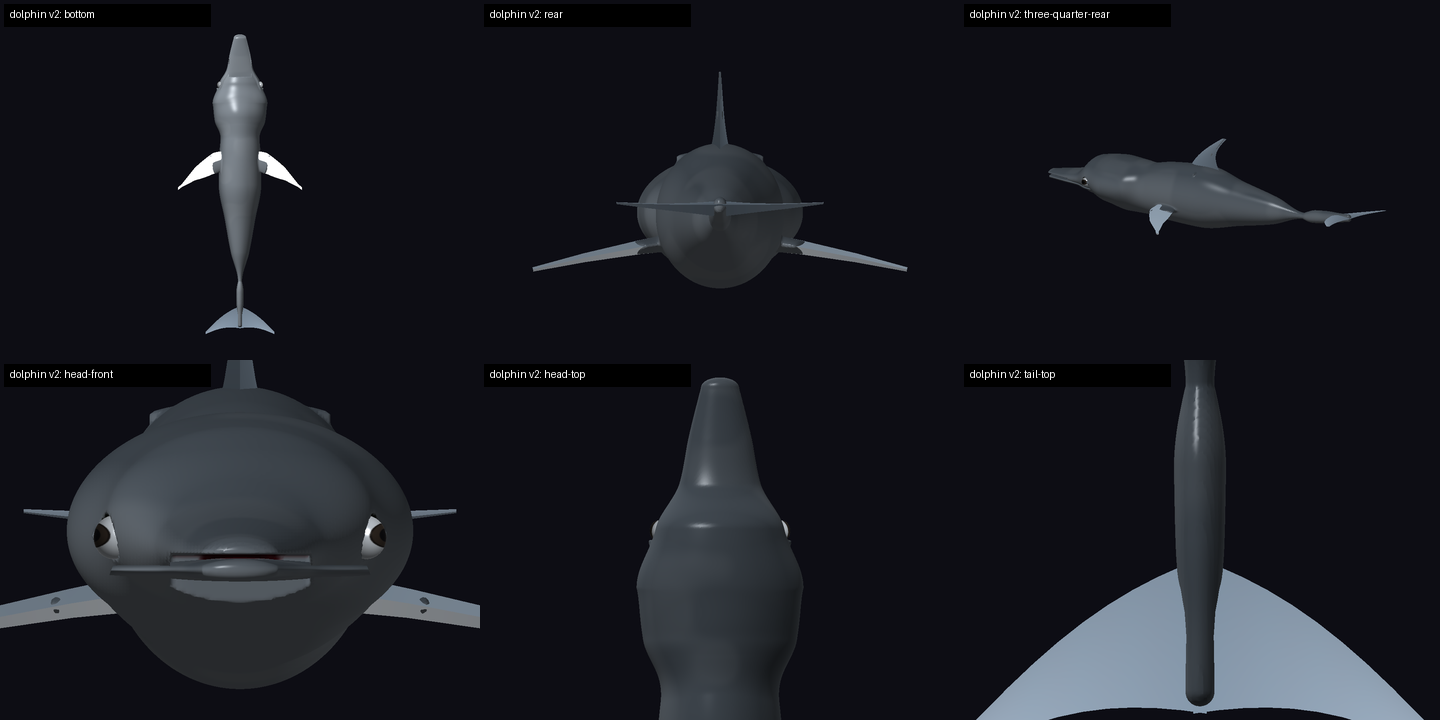 dolphin v2: bottom
dolphin v2: rear
dolphin v2: three-quarter-rear
dolphin v2: head-front
dolphin v2: head-top
dolphin v2: tail-top